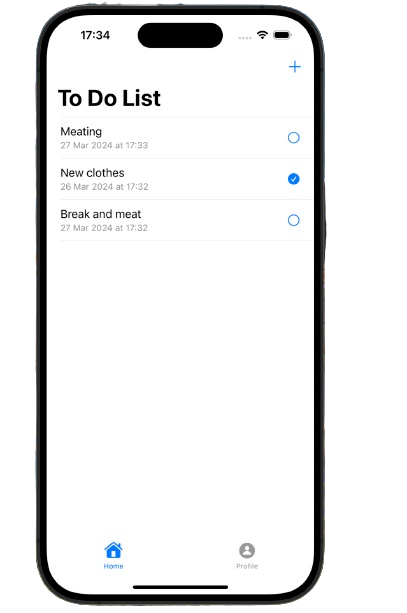 17:34
To Do List
Meating
27 Mar 2024 at 17:33
New clothes
26 Mar 2024 at 17:32
Break and meat
27 Mar 2024 at 17:32
Home
Profile